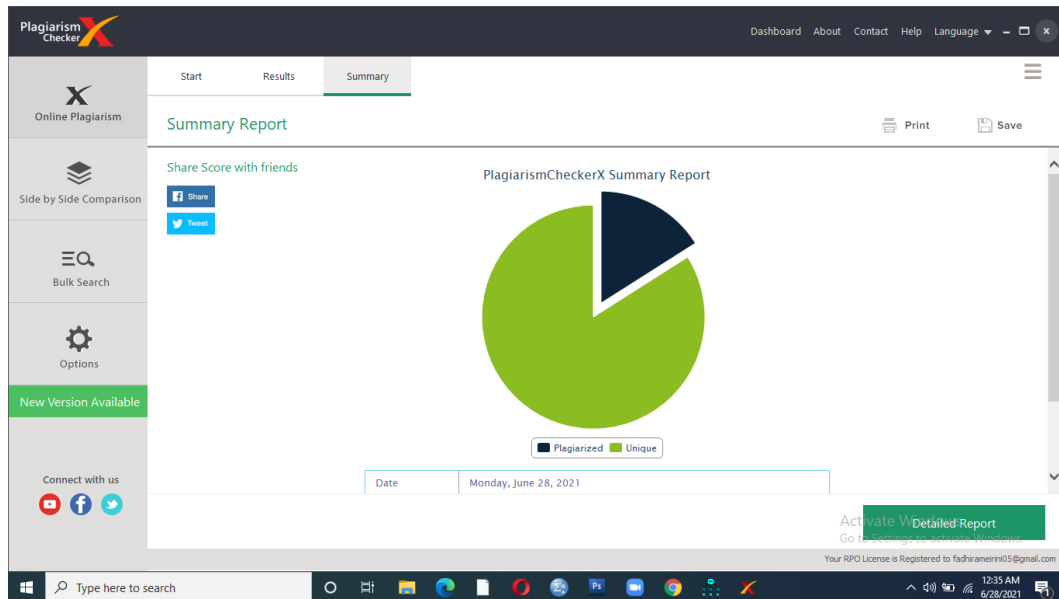 Plagiarism
Checker
Dashboard About Contact Help Language
Start Results Summary
Online Plagiarism
Summary Report
Print Save
Share Score with friends
PlagiarismCheckerX Summary Report
Share
Tweet
Side by Side Comparison
Bulk Search
Options
New Version Available
Plagiarized Unique
Connect with us
Date Monday, June 28, 2021
Detailed Report
Activate Windows
Go to Settings to activate Windows.
Your RPO License is Registered to fadhirameirini05@gmail.com
Type here to search
Ps
12:35 AM
6/28/2021